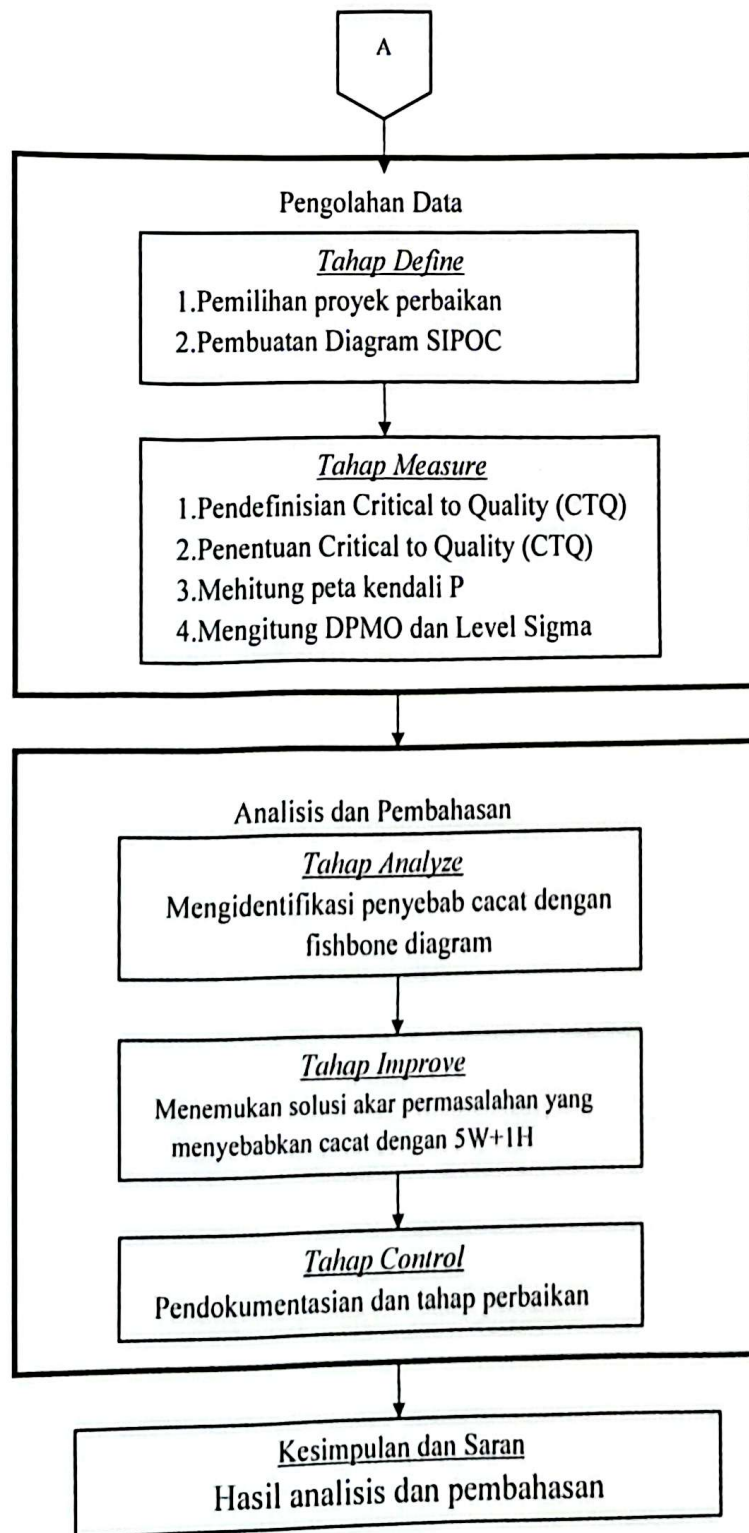 A
Pengolahan Data
Tahap Define
1.Pemilihan proyek perbaikan
2.Pembuatan Diagram SIPOC
Tahap Measure
1.Pendefinisian Critical to Quality (CTQ)
2.Penentuan Critical to Quality (CTQ)
3.Mehitung peta kendali P
4.Mengitung DPMO dan Level Sigma
Analisis dan Pembahasan
Tahap Analyze
Mengidentifikasi penyebab cacat dengan
fishbone diagram
Tahap Improve
Menemukan solusi akar permasalahan yang
menyebabkan cacat dengan 5W+1H
Tahap Control
Pendokumentasian dan tahap perbaikan
Kesimpulan dan Saran
Hasil analisis dan pembahasan